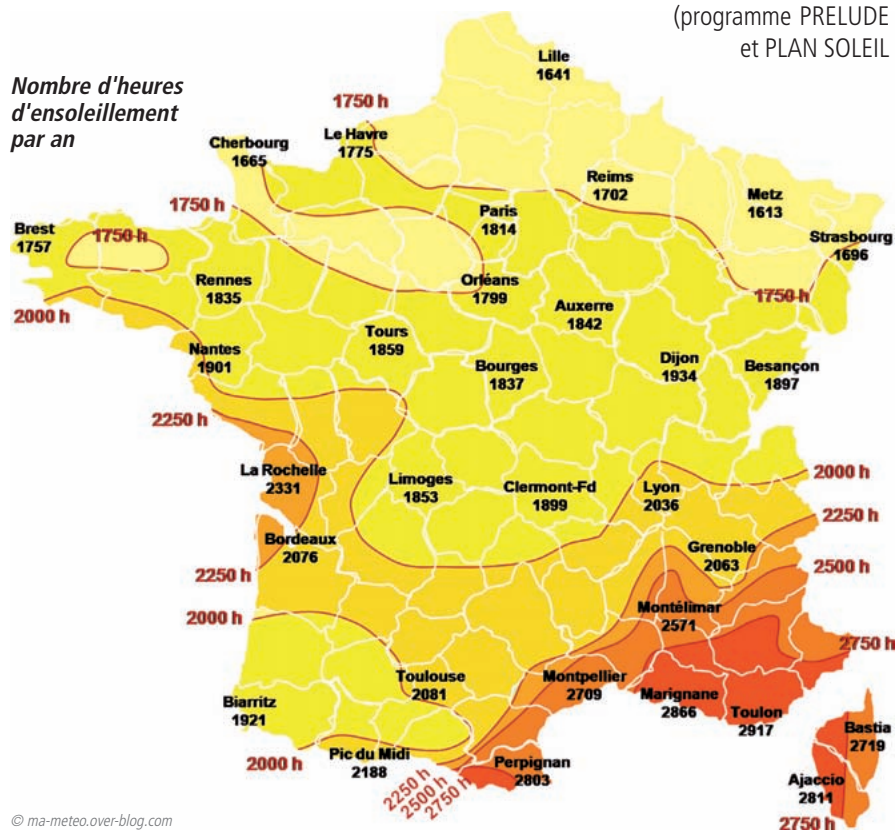 (programme PRELUDE
et PLAN SOLEIL
Nombre d'heures
d'ensoleillement
par an
Lille
1641
1750 h
Le Havre
1775
Cherbourg
1665
Reims
1702
Metz
1613
1750 h
Paris
1814
Brest
1757
1750 h
Strasbourg
1696
Rennes
1835
Orléans
1799
1750 h
2000 h
Auxerre
1842
Tours
1859
Nantes
1901
Bourges
1837
Dijon
1934
Besançon
1897
2250 h
La Rochelle
2331
Limoges
1853
Clermont-Fd
1899
Lyon
2036
2000 h
2250 h
Bordeaux
2076
Grenoble
2063
2250 h
2500 h
2000 h
Montélimar
2571
2750 h
Toulouse
2081
Montpellier
2709
Marignane
2866
Biarritz
1921
Toulon
2917
Bastia
2719
2000 h
Pic du Midi
2188
2250 h
2500 h
2750 h
Perpignan
2803
Ajaccio
2811
2750 h
© ma-meteo.over-blog.com